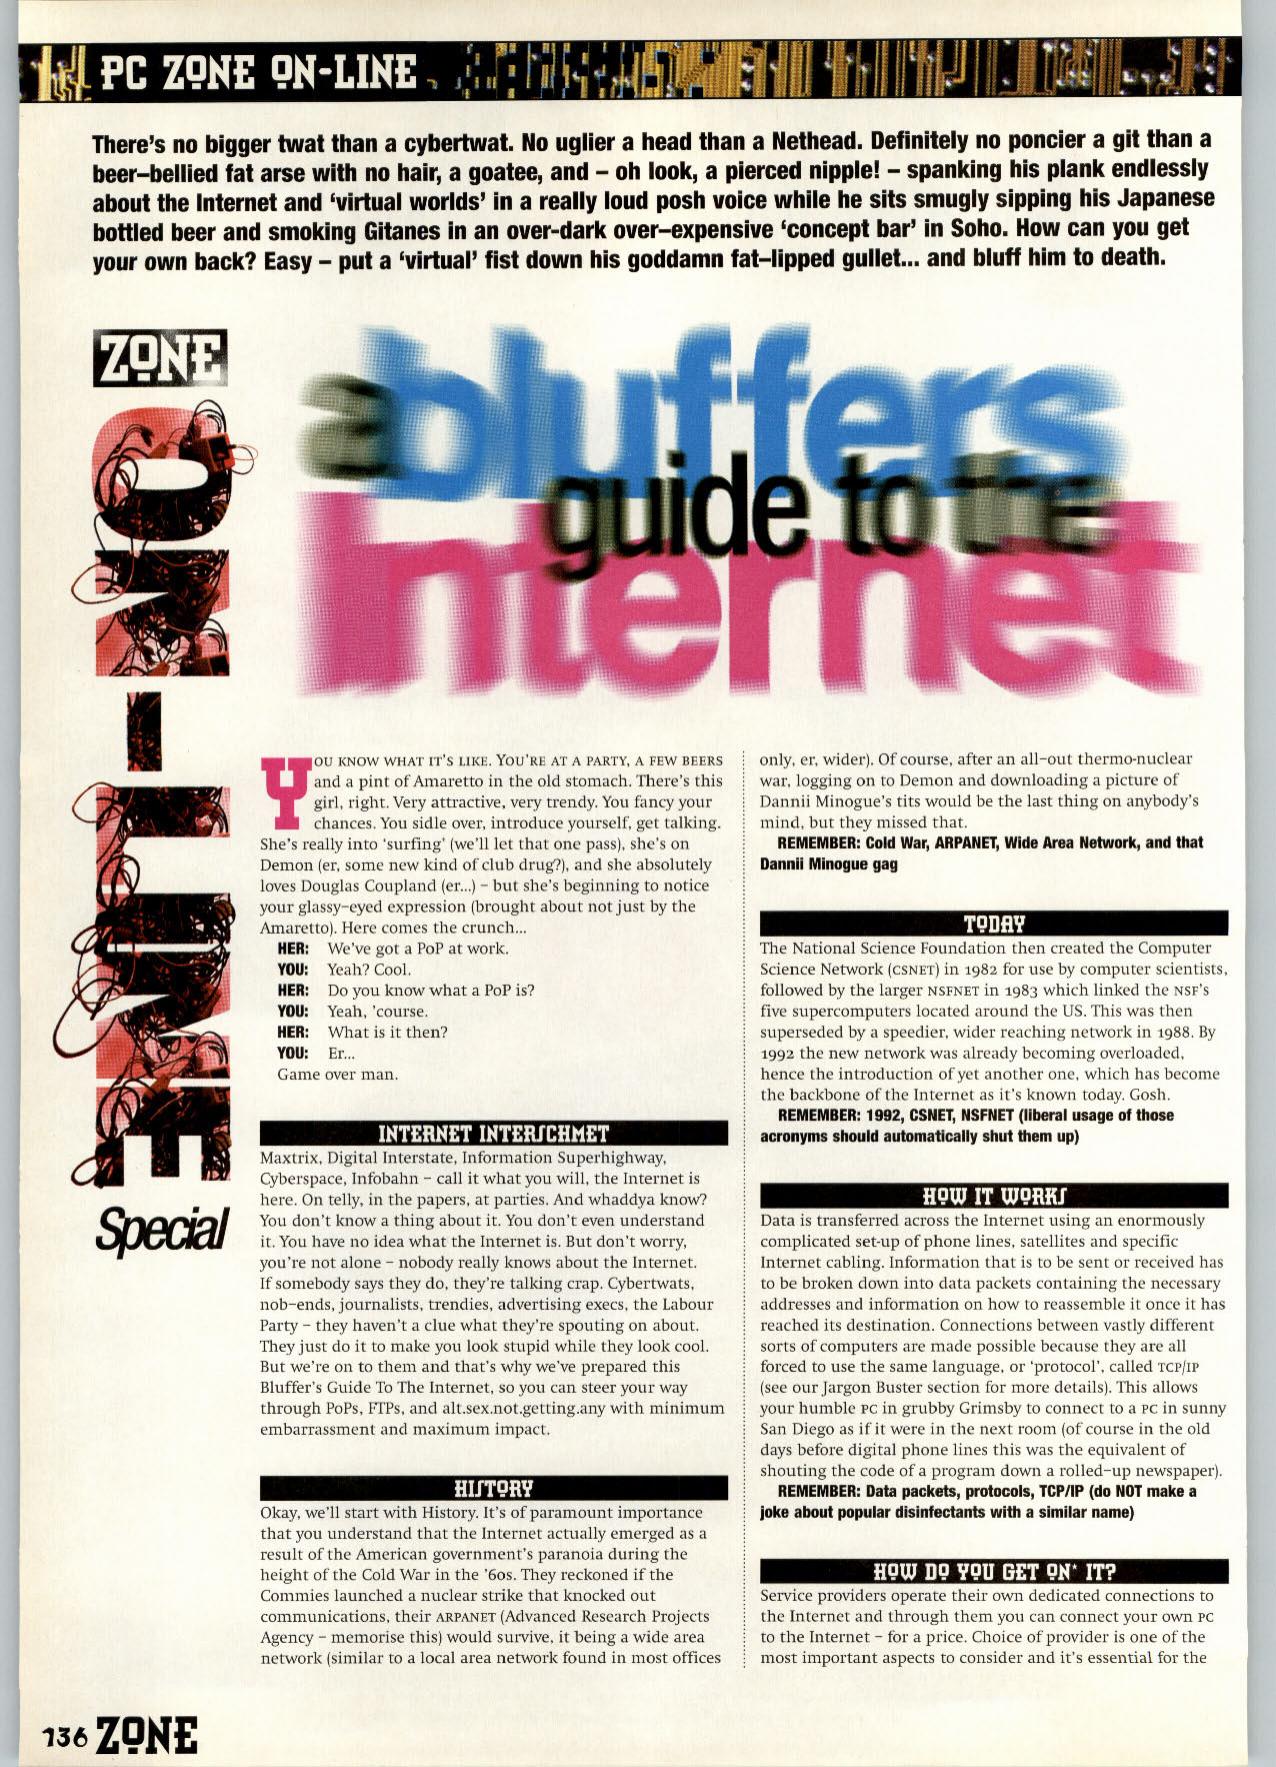 PC ZONE ON-LINE
There's no bigger twat than a cybertwat. No uglier a head than a Nethead. Definitely no poncier a git than a
beer–bellied fat arse with no hair, a goatee, and – oh look, a pierced nipple! – spanking his plank endlessly
about the Internet and 'virtual worlds' in a really loud posh voice while he sits smugly sipping his Japanese
bottled beer and smoking Gitanes in an over-dark over–expensive 'concept bar' in Soho. How can you get
your own back? Easy – put a 'virtual' fist down his goddamn fat–lipped gullet... and bluff him to death.
ZONE
ON-LINE
Special
a bluffers
guide to the
Internet
YOU KNOW WHAT IT'S LIKE. YOU'RE AT A PARTY, A FEW BEERS
and a pint of Amaretto in the old stomach. There's this
girl, right. Very attractive, very trendy. You fancy your
chances. You sidle over, introduce yourself, get talking.
She's really into 'surfing' (we'll let that one pass), she's on
Demon (er, some new kind of club drug?), and she absolutely
loves Douglas Coupland (er...) – but she's beginning to notice
your glassy–eyed expression (brought about not just by the
Amaretto). Here comes the crunch...
HER: We've got a PoP at work.
YOU: Yeah? Cool.
HER: Do you know what a PoP is?
YOU: Yeah, 'course.
HER: What is it then?
YOU: Er...
Game over man.
INTERNET INTERSCHMET
Maxtrix, Digital Interstate, Information Superhighway,
Cyberspace, Infobahn – call it what you will, the Internet is
here. On telly, in the papers, at parties. And whaddya know?
You don't know a thing about it. You don't even understand
it. You have no idea what the Internet is. But don't worry,
you're not alone – nobody really knows about the Internet.
If somebody says they do, they're talking crap. Cybertwats,
nob–ends, journalists, trendies, advertising execs, the Labour
Party – they haven't a clue what they're spouting on about.
They just do it to make you look stupid while they look cool.
But we're on to them and that's why we've prepared this
Bluffer's Guide To The Internet, so you can steer your way
through PoPs, FTPs, and alt.sex.not.getting.any with minimum
embarrassment and maximum impact.
HISTORY
Okay, we'll start with History. It's of paramount importance
that you understand that the Internet actually emerged as a
result of the American government's paranoia during the
height of the Cold War in the '60s. They reckoned if the
Commies launched a nuclear strike that knocked out
communications, their ARPANET (Advanced Research Projects
Agency – memorise this) would survive, it being a wide area
network (similar to a local area network found in most offices
only, er, wider). Of course, after an all–out thermo-nuclear
war, logging on to Demon and downloading a picture of
Dannii Minogue's tits would be the last thing on anybody's
mind, but they missed that.
REMEMBER: Cold War, ARPANET, Wide Area Network, and that
Dannii Minogue gag
TODAY
The National Science Foundation then created the Computer
Science Network (CSNET) in 1982 for use by computer scientists,
followed by the larger NSFNET in 1983 which linked the NSF's
five supercomputers located around the US. This was then
superseded by a speedier, wider reaching network in 1988. By
1992 the new network was already becoming overloaded,
hence the introduction of yet another one, which has become
the backbone of the Internet as it's known today. Gosh.
REMEMBER: 1992, CSNET, NSFNET (liberal usage of those
acronyms should automatically shut them up)
HOW IT WORKS
Data is transferred across the Internet using an enormously
complicated set-up of phone lines, satellites and specific
Internet cabling. Information that is to be sent or received has
to be broken down into data packets containing the necessary
addresses and information on how to reassemble it once it has
reached its destination. Connections between vastly different
sorts of computers are made possible because they are all
forced to use the same language, or 'protocol', called TCP/IP
(see our Jargon Buster section for more details). This allows
your humble PC in grubby Grimsby to connect to a PC in sunny
San Diego as if it were in the next room (of course in the old
days before digital phone lines this was the equivalent of
shouting the code of a program down a rolled–up newspaper).
REMEMBER: Data packets, protocols, TCP/IP (do NOT make a
joke about popular disinfectants with a similar name)
HOW DO YOU GET ON* IT?
Service providers operate their own dedicated connections to
the Internet and through them you can connect your own PC
to the Internet – for a price. Choice of provider is one of the
most important aspects to consider and it's essential for the
136 ZONE